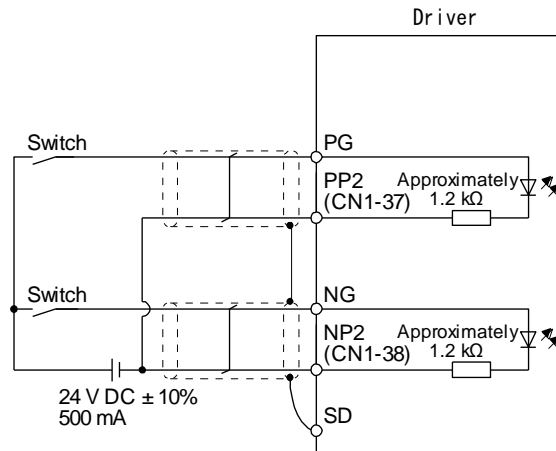 Driver
Switch
PG
PP2
(CN1-37)
Approximately
1.2 kΩ
Switch
NG
NP2
(CN1-38)
Approximately
1.2 kΩ
24 V DC ± 10%
500 mA
SD